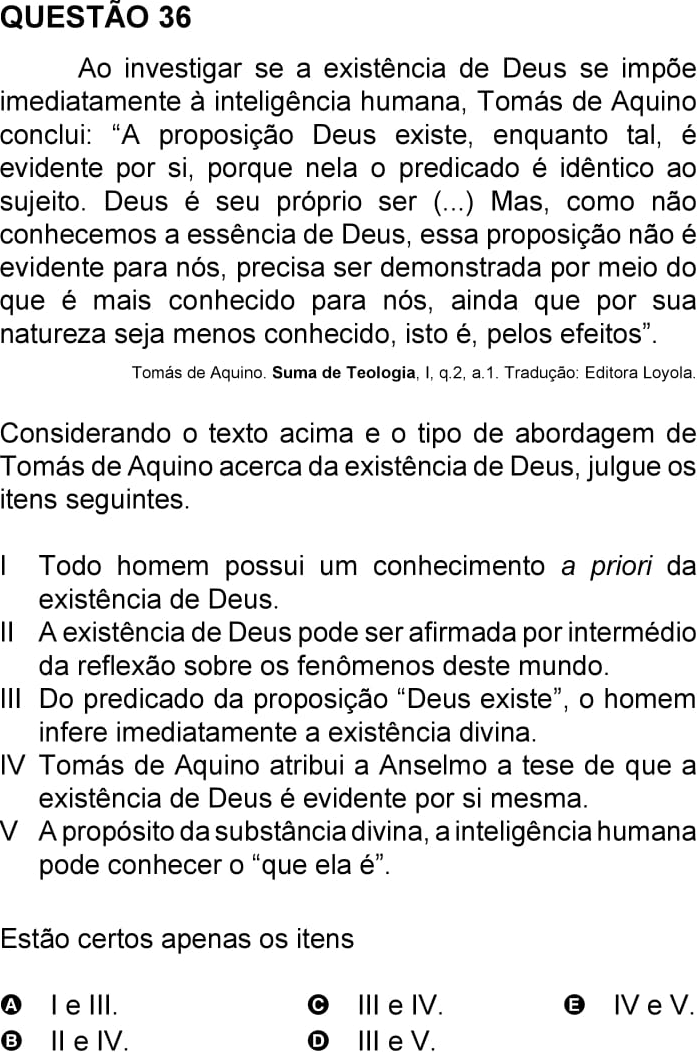 QUESTÃO 36
Ao investigar se a existência de Deus se impõe
imediatamente à inteligência humana, Tomás de Aquino
conclui: “A proposição Deus existe, enquanto tal, é
evidente por si, porque nela o predicado é idêntico ao
sujeito. Deus é seu próprio ser (...) Mas, como não
conhecemos a essência de Deus, essa proposição não é
evidente para nós, precisa ser demonstrada por meio do
que é mais conhecido para nós, ainda que por sua
natureza seja menos conhecido, isto é, pelos efeitos”.
Tomás de Aquino. Suma de Teologia, I, q.2, a.1. Tradução: Editora Loyola.
Considerando o texto acima e o tipo de abordagem de
Tomás de Aquino acerca da existência de Deus, julgue os
itens seguintes.
I Todo homem possui um conhecimento a priori da
existência de Deus.
II A existência de Deus pode ser afirmada por intermédio
da reflexão sobre os fenômenos deste mundo.
III Do predicado da proposição “Deus existe”, o homem
infere imediatamente a existência divina.
IV Tomás de Aquino atribui a Anselmo a tese de que a
existência de Deus é evidente por si mesma.
V A propósito da substância divina, a inteligência humana
pode conhecer o “que ela é”.
Estão certos apenas os itens
A I e III. C III e IV. E IV e V.
B II e IV. D III e V.